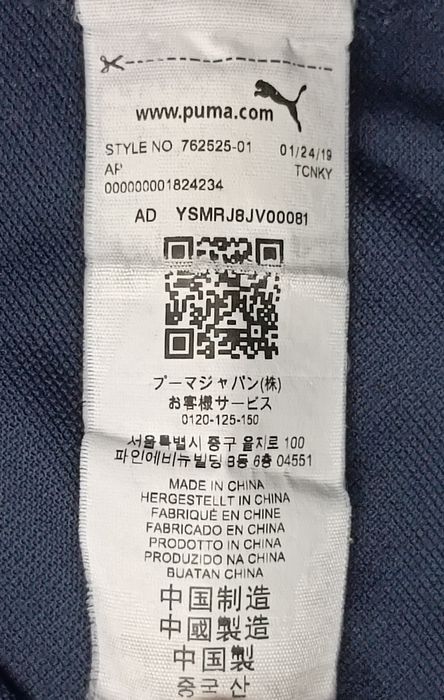 www.puma.com
STYLE NO 762525-01 01/24/19
AP TCNKY
000000001824234
AD YSMRJ8JV00081
プーマジャパン(株)
お客様サービス
0120-125-150
서울특별시 중구 을지로 100
파인에비뉴빌딩 B동 6층 04551
MADE IN CHINA
HERGESTELLT IN CHINA
FABRIQUÉ EN CHINE
FABRICADO EN CHINA
PRODOTTO IN CHINA
PRODUZIDO NA CHINA
BUATAN CHINA
中国制造
中國製造
中国製
중국 산